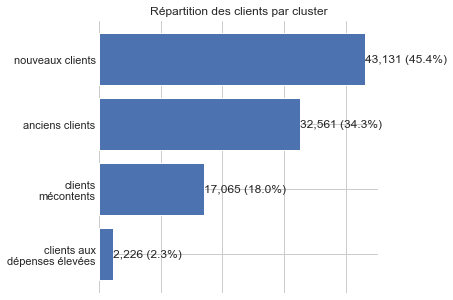 Répartition des clients par cluster
nouveaux clients
43,131 (45.4%)
anciens clients
32,561 (34.3%)
clients
mécontents
17,065 (18.0%)
clients aux
dépenses élevées
2,226 (2.3%)